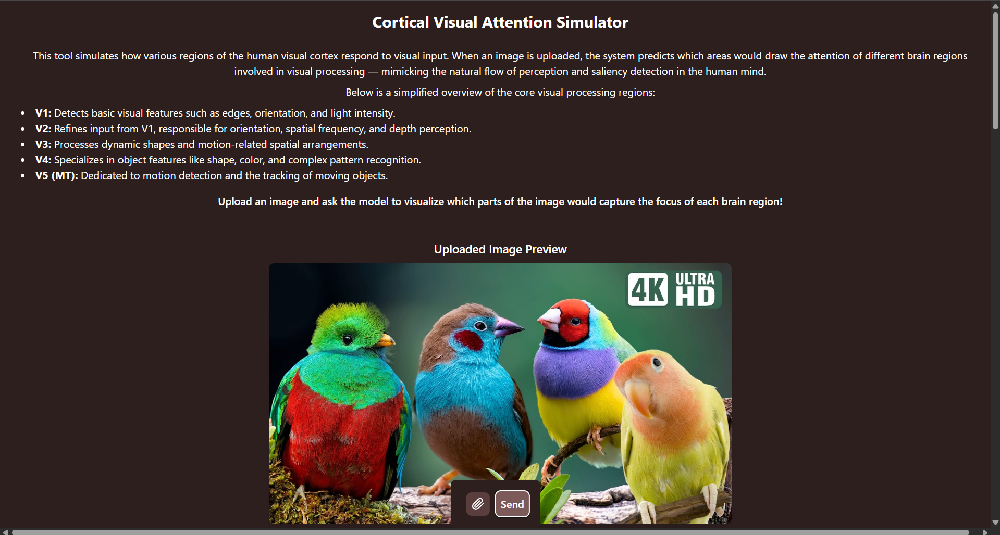 Cortical Visual Attention Simulator
This tool simulates how various regions of the human visual cortex respond to visual input. When an image is uploaded, the system predicts which areas would draw the attention of different brain regions
involved in visual processing — mimicking the natural flow of perception and saliency detection in the human mind.
Below is a simplified overview of the core visual processing regions:
• V1: Detects basic visual features such as edges, orientation, and light intensity.
• V2: Refines input from V1, responsible for orientation, spatial frequency, and depth perception.
• V3: Processes dynamic shapes and motion-related spatial arrangements.
• V4: Specializes in object features like shape, color, and complex pattern recognition.
• V5 (MT): Dedicated to motion detection and the tracking of moving objects.
Upload an image and ask the model to visualize which parts of the image would capture the focus of each brain region!
Uploaded Image Preview
4K ULTRA
HD
Send